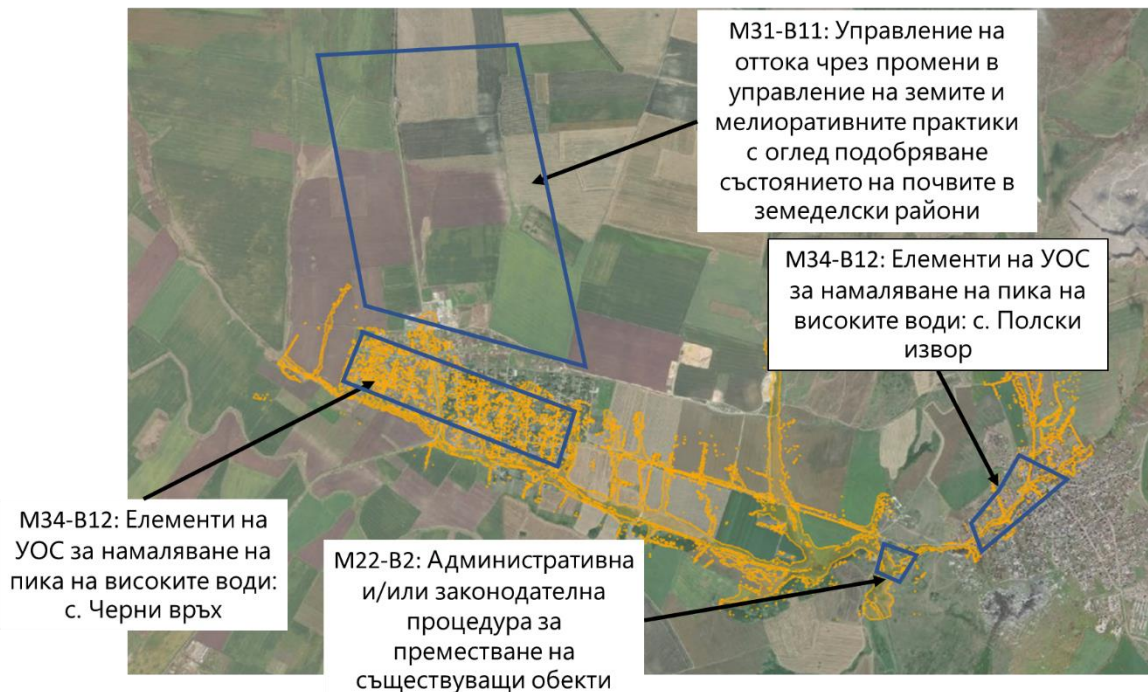 М31-В11: Управление на
оттока чрез промени в
управление на земите и
мелиоративните практики
с оглед подобряване
състоянието на почвите в
земеделски райони
М34-В12: Елементи на УОС
за намаляване на пика на
високите води: с. Полски
извор
М34-В12: Елементи на
УОС за намаляване на
пика на високите води:
с. Черни връх
М22-В2: Административна
и/или законодателна
процедура за
преместване на
съществуващи обекти